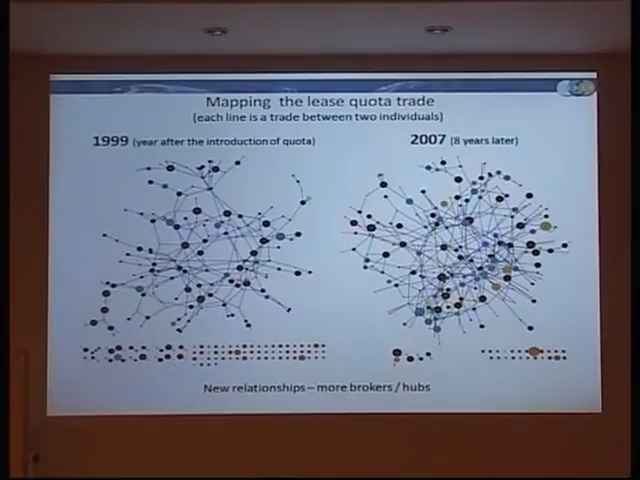 Mapping the lease quota trade
(each line is a trade between two individuals)
1999 (year after the introduction of quota)
2007 (8 years later)
New relationships – more brokers / hubs